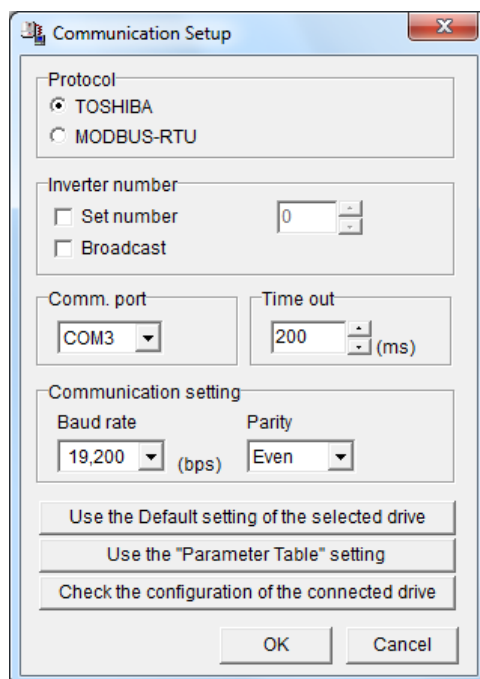 Communication Setup
Protocol
TOSHIBA
MODBUS-RTU
Inverter number
Set number
0
Broadcast
Comm. port
Time out
COM3
200
(ms)
Communication setting
Baud rate
Parity
19,200
(bps)
Even
Use the Default setting of the selected drive
Use the "Parameter Table" setting
Check the configuration of the connected drive
OK
Cancel